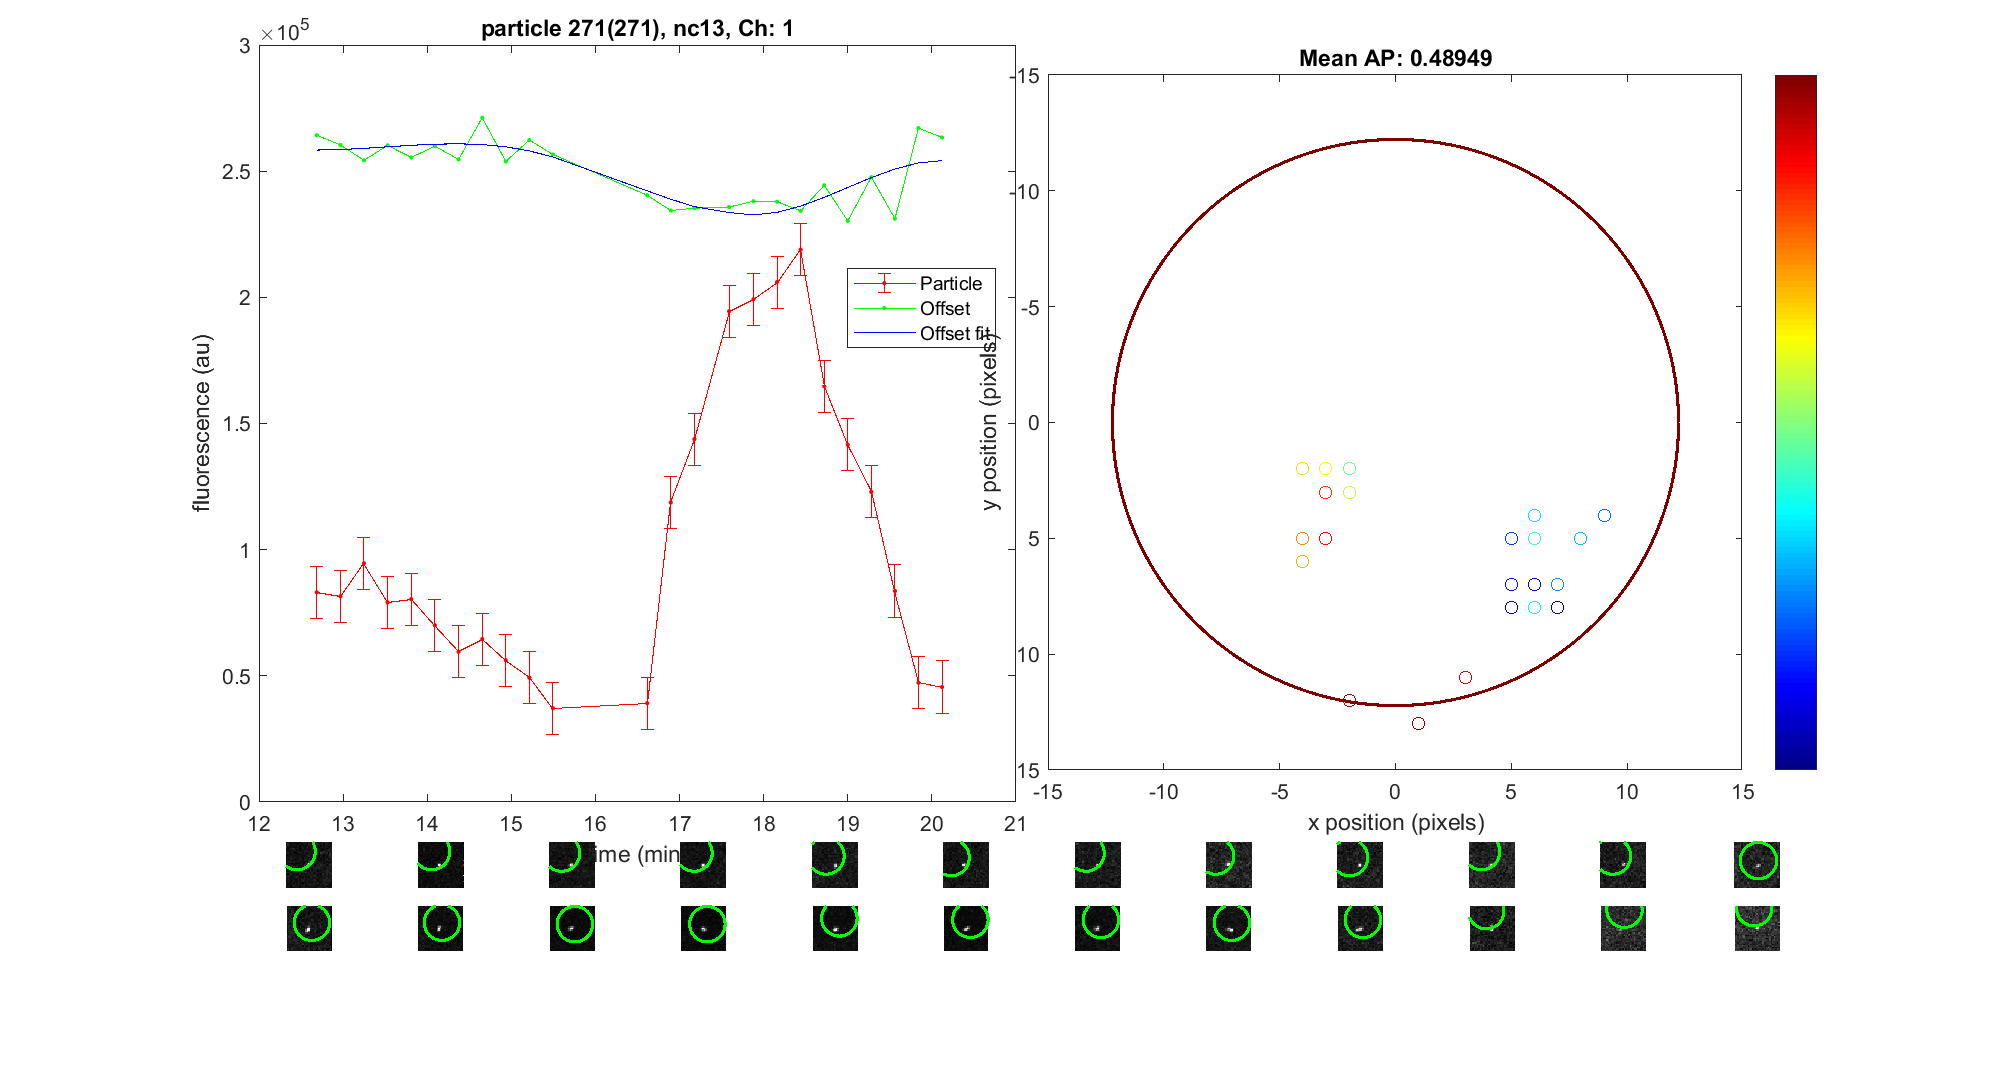 particle 271(271), nc13, Ch: 1
×10⁵
3
2.5
2
1.5
1
0.5
0
fluorescence (au)
12 13 14 15 16 17 18 19 20 21
ime (min
Particle
Offset
Offset fit
Mean AP: 0.48949
-15
-10
-5
0
5
10
15
y position (pixels)
-15 -10 -5 0 5 10 15
x position (pixels)